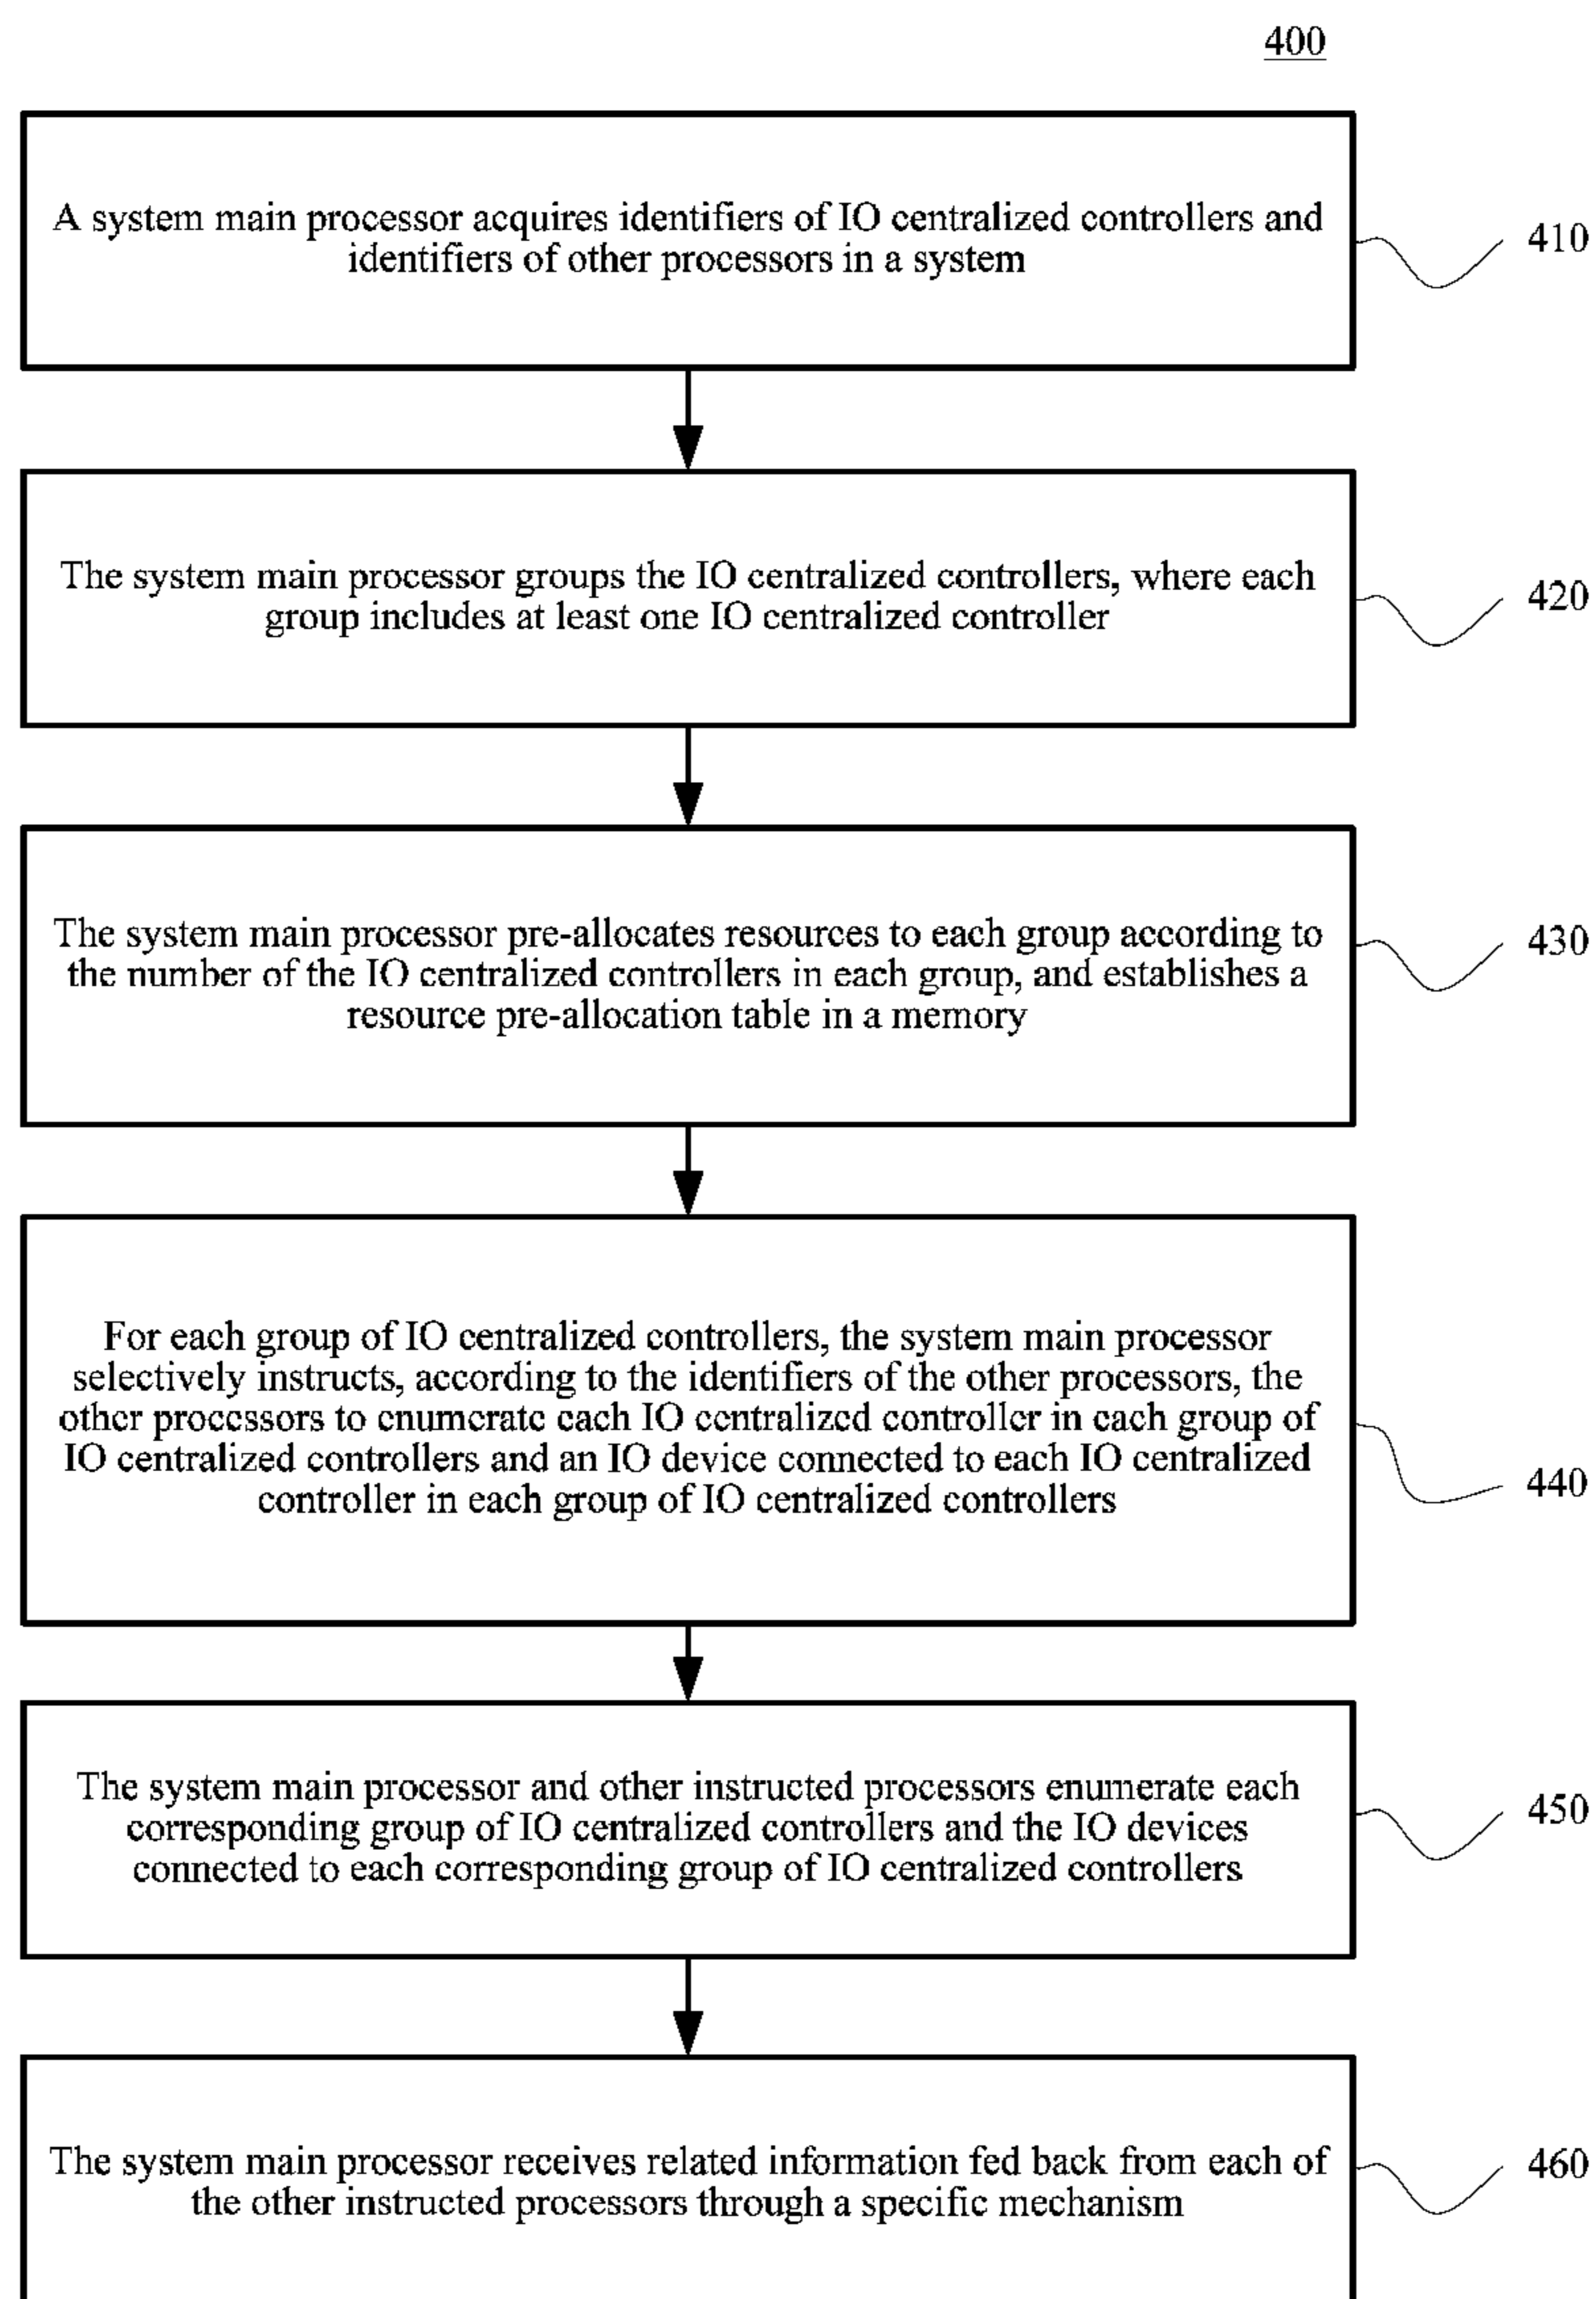 400
A system main processor acquires identifiers of IO centralized controllers and
identifiers of other processors in a system
410
The system main processor groups the IO centralized controllers, where each
group includes at least one IO centralized controller
420
The system main processor pre-allocates resources to each group according to
the number of the IO centralized controllers in each group, and establishes a
resource pre-allocation table in a memory
430
For each group of IO centralized controllers, the system main processor
selectively instructs, according to the identifiers of the other processors, the
other processors to enumerate each IO centralized controller in each group of
IO centralized controllers and an IO device connected to each IO centralized
controller in each group of IO centralized controllers
440
The system main processor and other instructed processors enumerate each
corresponding group of IO centralized controllers and the IO devices
connected to each corresponding group of IO centralized controllers
450
The system main processor receives related information fed back from each of
the other instructed processors through a specific mechanism
460